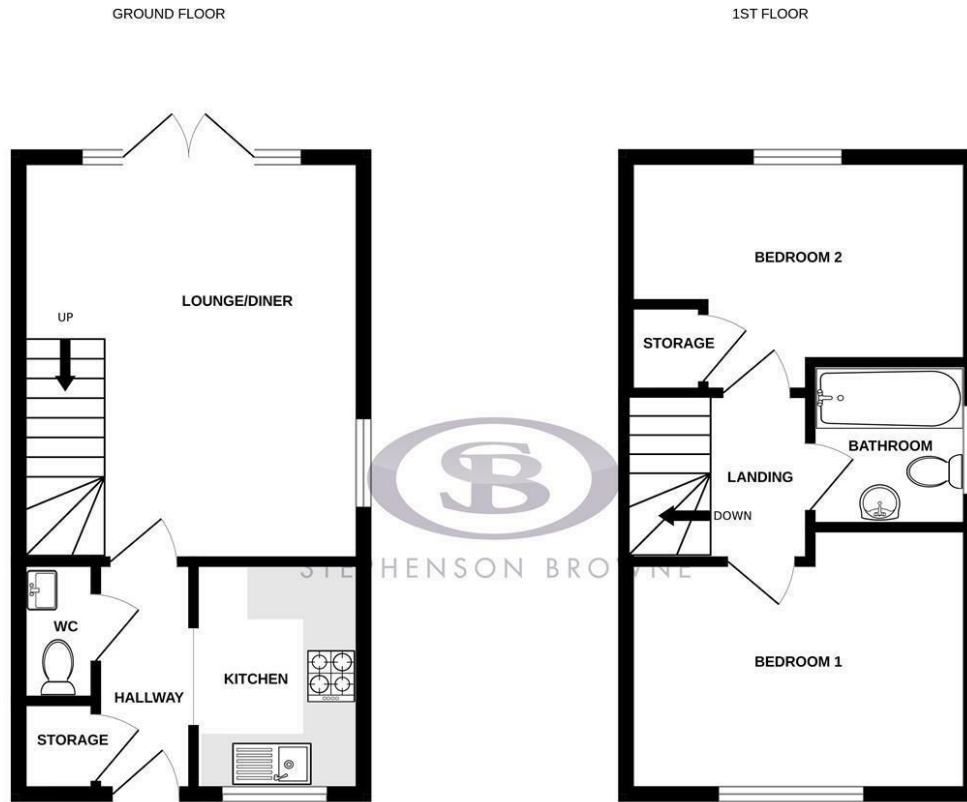 GROUND FLOOR
1ST FLOOR
LOUNGE/DINER
UP
WC
HALLWAY
KITCHEN
STORAGE
BEDROOM 2
STORAGE
BATHROOM
LANDING
DOWN
BEDROOM 1
SB
STEPHENSON BROWNE